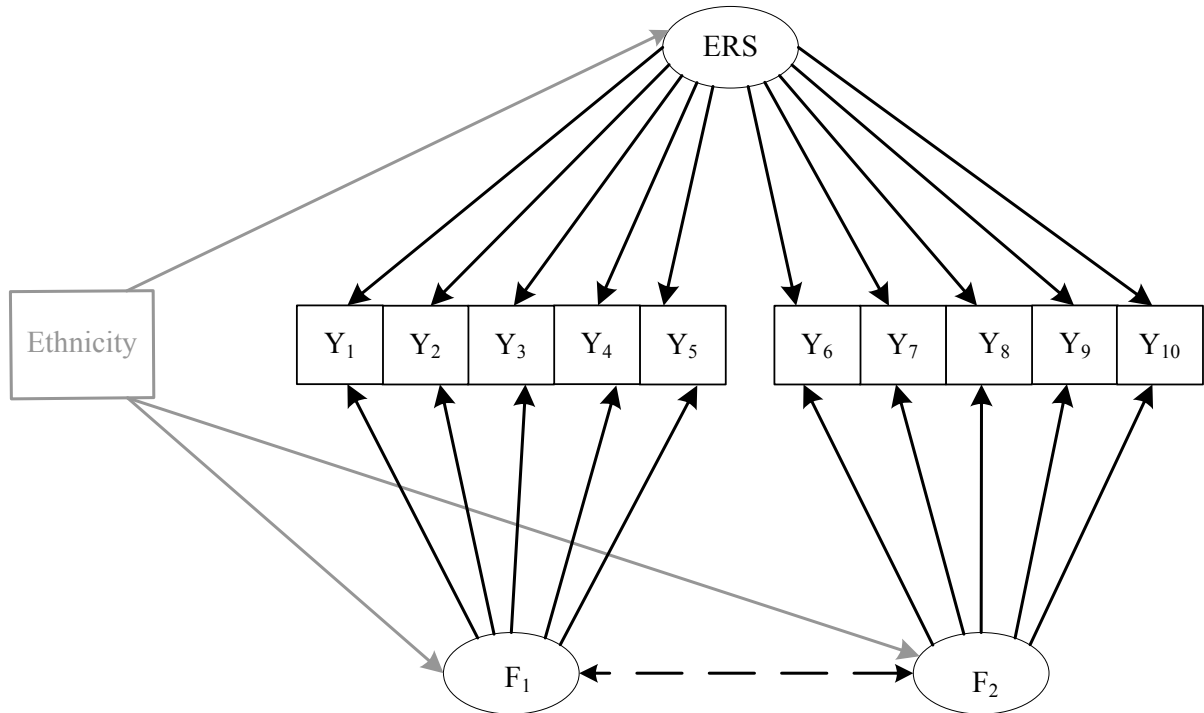 ERS
Ethnicity
Y₁ Y₂ Y₃ Y₄ Y₅ Y₆ Y₇ Y₈ Y₉ Y₁₀
F₁ F₂